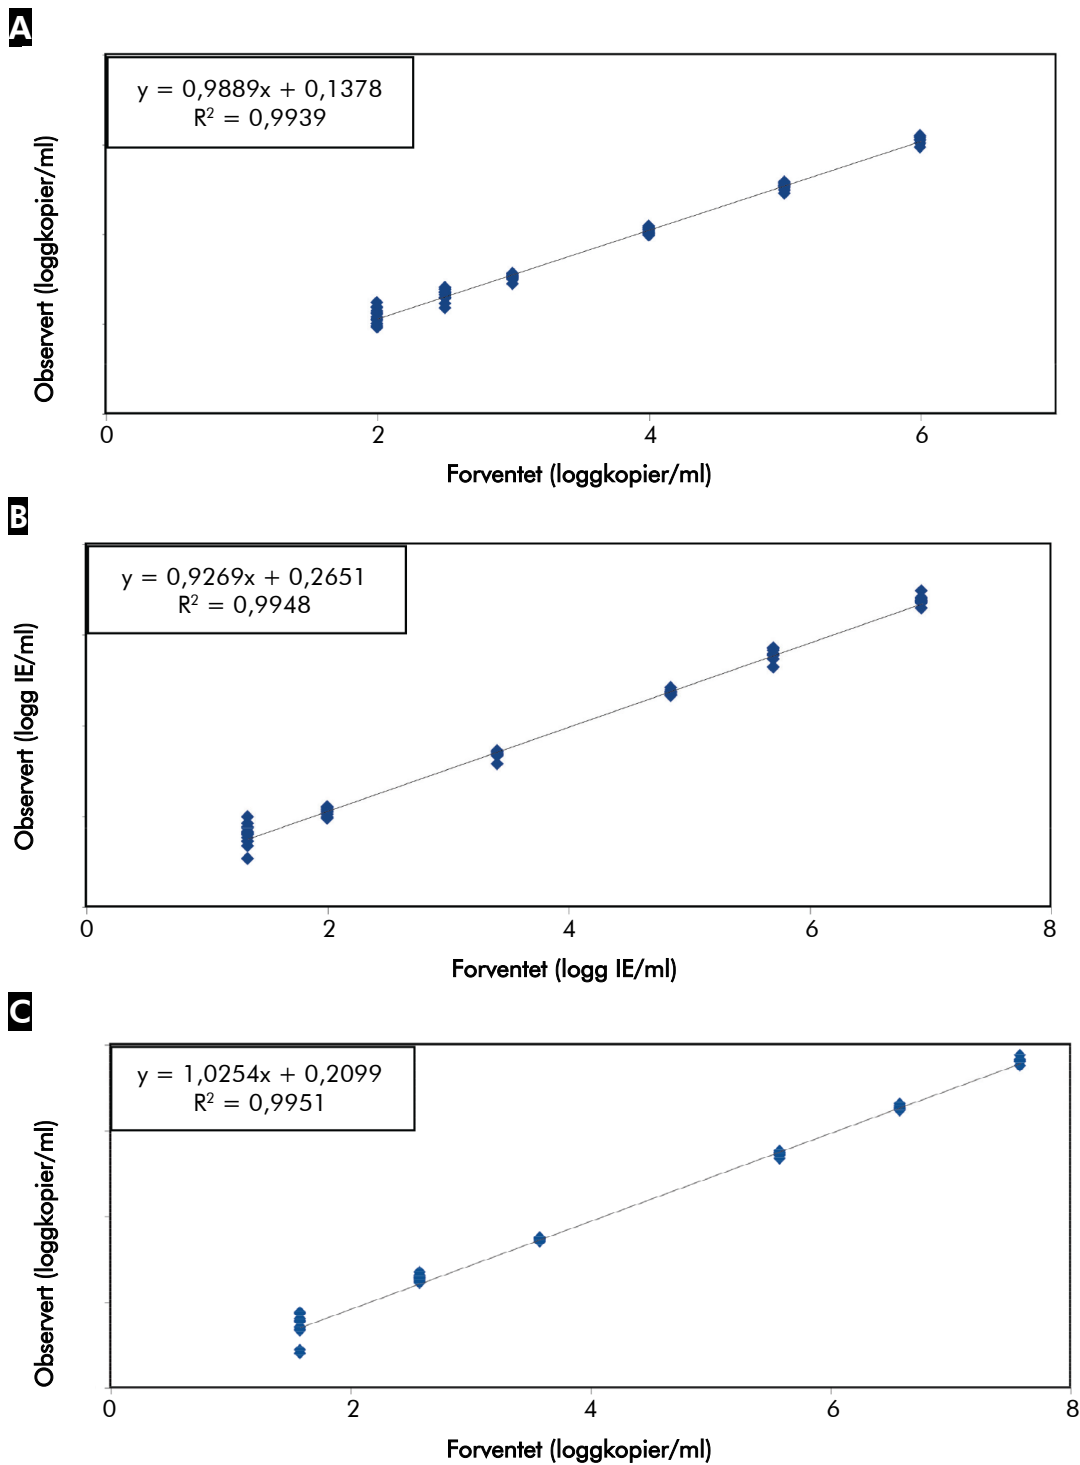 A
y = 0,9889x + 0,1378
R² = 0,9939
Observert (loggkopier/ml)
0 2 4 6
Forventet (loggkopier/ml)
B
y = 0,9269x + 0,2651
R² = 0,9948
Observert (logg IE/ml)
0 2 4 6 8
Forventet (logg IE/ml)
C
y = 1,0254x + 0,2099
R² = 0,9951
Observert (loggkopier/ml)
0 2 4 6 8
Forventet (loggkopier/ml)